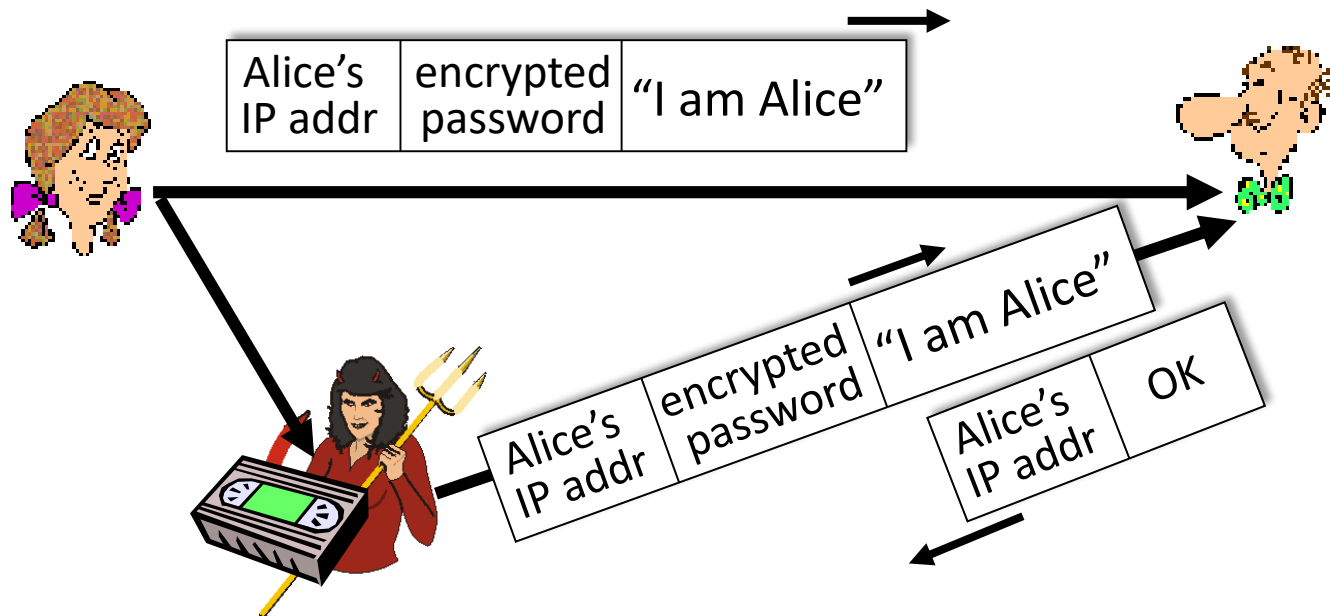 Alice’s
IP addr
encrypted
password
“I am Alice”
Alice’s
IP addr
encrypted
password
“I am Alice”
Alice’s
IP addr
OK